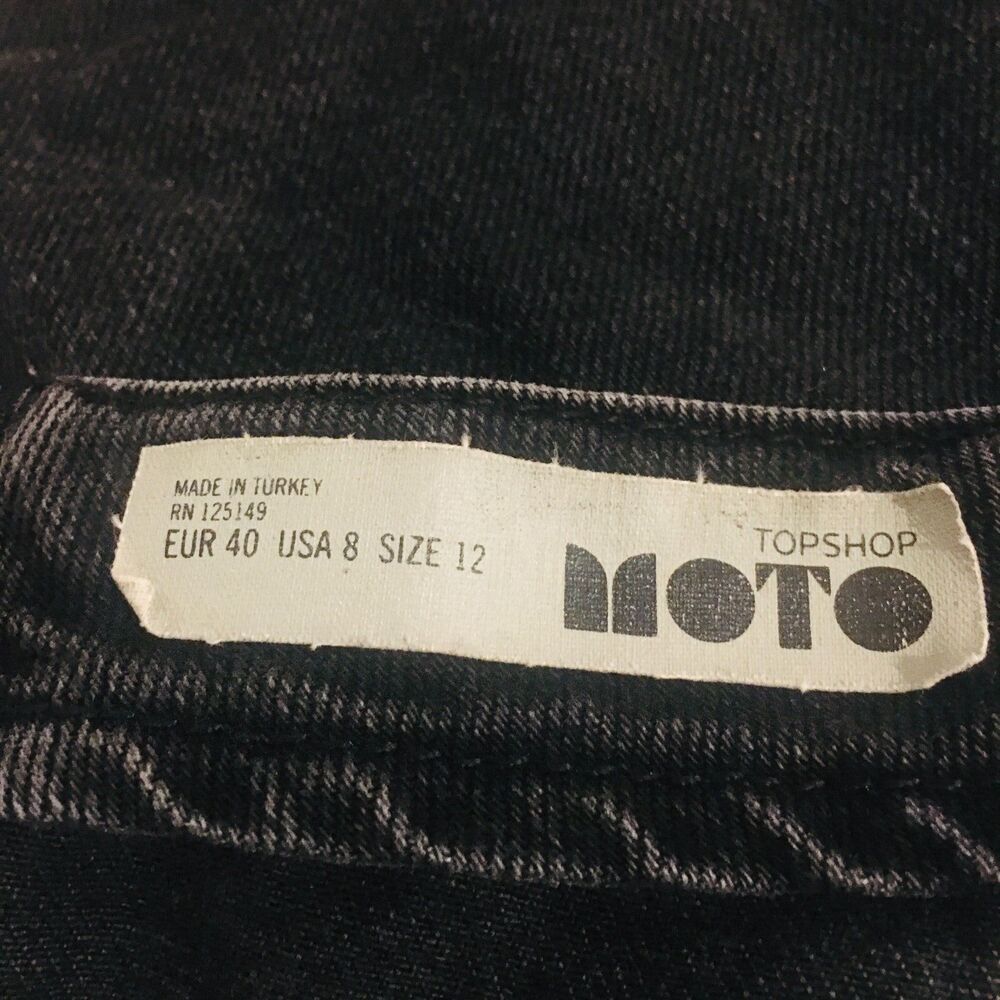 MADE IN TURKEY
RN 125149
EUR 40 USA 8 SIZE 12
TOPSHOP
MOTO